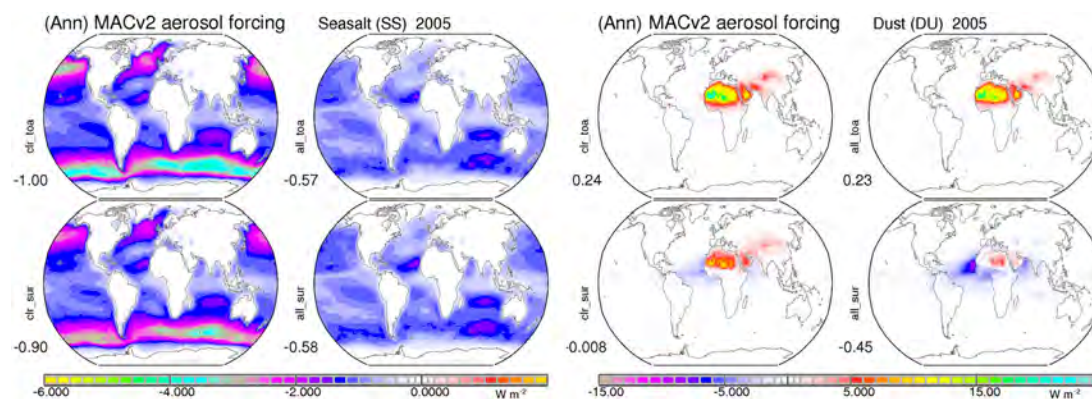 (Ann) MACv2 aerosol forcing Seasalt (SS) 2005
clr_toa
-1.00
all_toa
-0.57
clr_sur
-0.90
all_sur
-0.58
-6.000 -4.000 -2.000 0.0000 W m⁻²
(Ann) MACv2 aerosol forcing Dust (DU) 2005
clr_toa
0.24
all_toa
0.23
clr_sur
-0.008
all_sur
-0.45
-15.00 -5.000 5.000 15.00 W m⁻²